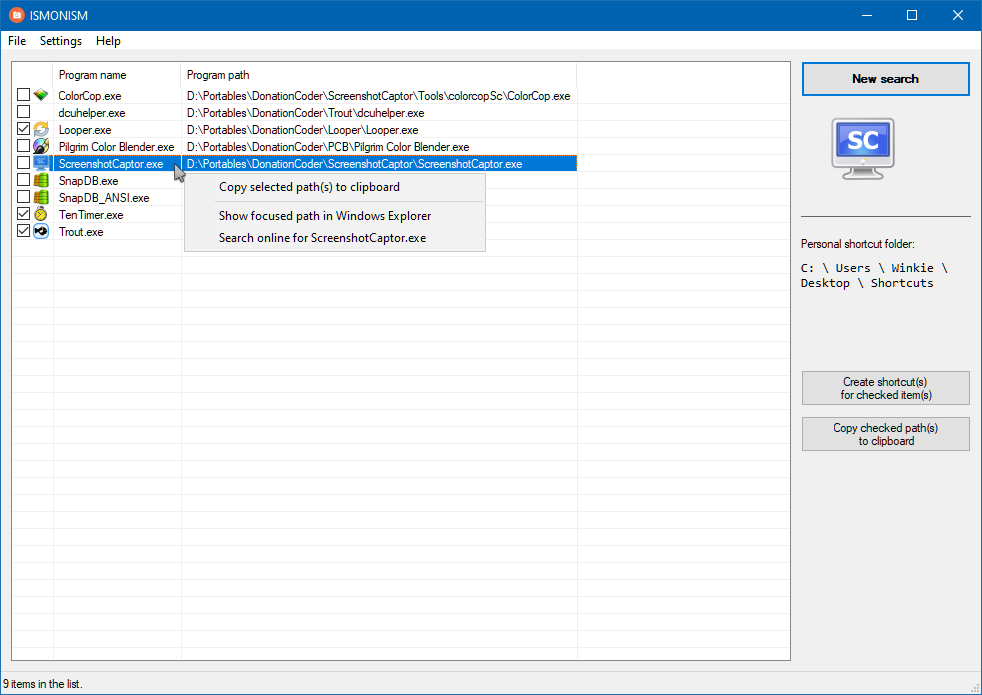 ISMONISM
File Settings Help
Program name Program path
ColorCop.exe D:\Portables\DonationCoder\ScreenshotCaptor\Tools\colorcopSc\ColorCop.exe
dcuhelper.exe D:\Portables\DonationCoder\Trout\dcuhelper.exe
Looper.exe D:\Portables\DonationCoder\Looper\Looper.exe
Pilgrim Color Blender.exe D:\Portables\DonationCoder\PCB\Pilgrim Color Blender.exe
SC ScreenshotCaptor.exe D:\Portables\DonationCoder\ScreenshotCaptor\ScreenshotCaptor.exe
SnapDB.exe
SnapDB_ANSI.exe
TenTimer.exe
Trout.exe
Copy selected path(s) to clipboard
Show focused path in Windows Explorer
Search online for ScreenshotCaptor.exe
New search
SC
Personal shortcut folder:
C: \ Users \ Winkie \
Desktop \ Shortcuts
Create shortcut(s)
for checked item(s)
Copy checked path(s)
to clipboard
9 items in the list.